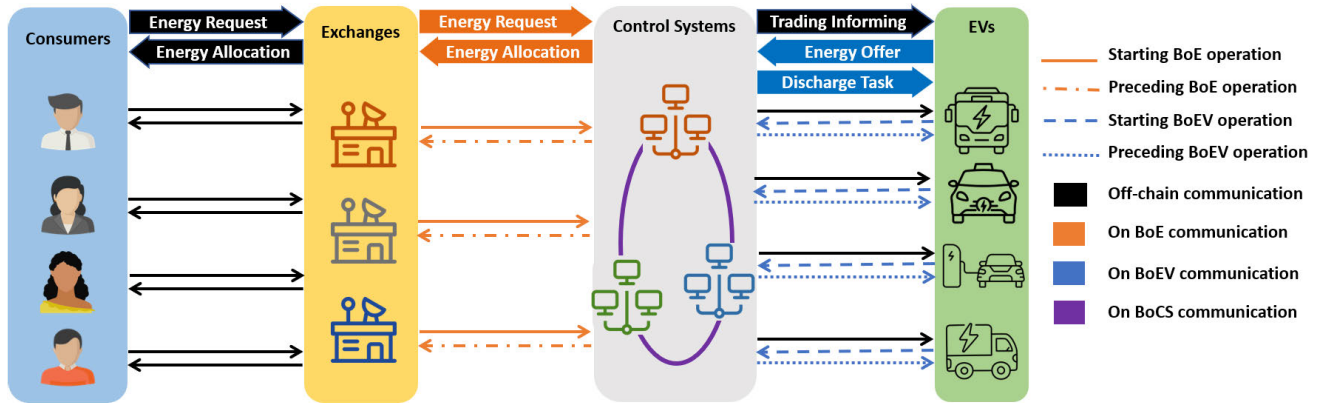 Consumers
Energy Request
Energy Allocation
Exchanges
Energy Request
Energy Allocation
Control Systems
Trading Informing
Energy Offer
Discharge Task
EVs
Starting BoE operation
Preceding BoE operation
Starting BoEV operation
Preceding BoEV operation
Off-chain communication
On BoE communication
On BoEV communication
On BoCS communication